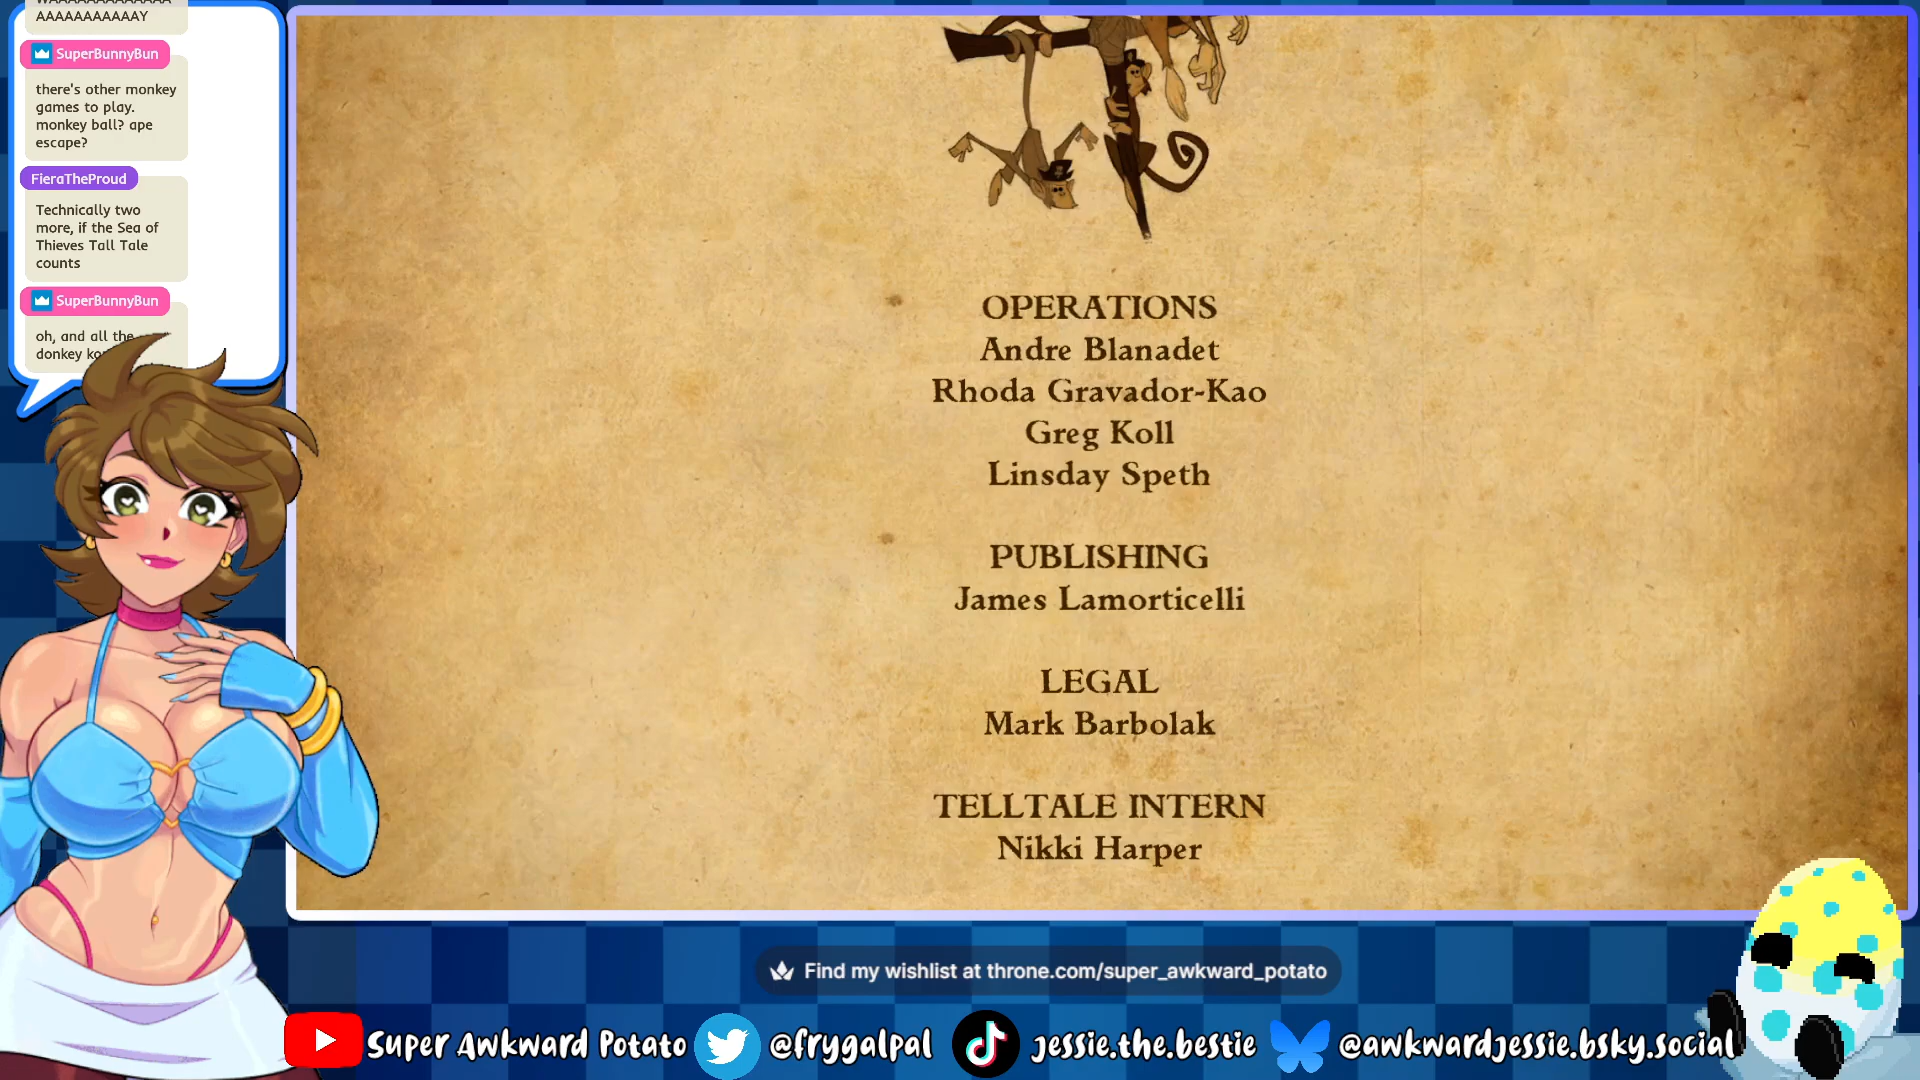 AAAAAAAAAAAY
SuperBunnyBun
there's other monkey
games to play.
monkey ball? ape
escape?
FieraTheProud
Technically two
more, if the Sea of
Thieves Tall Tale
counts
SuperBunnyBun
oh, and all the
donkey
OPERATIONS
Andre Blanadet
Rhoda Gravador-Kao
Greg Koll
Linsday Speth
PUBLISHING
James Lamorticelli
LEGAL
Mark Barbolak
TELLTALE INTERN
Nikki Harper
Find my wishlist at throne.com/super_awkward_potato
Super Awkward Potato
@frygalpal
jessie.the.bestie
@awkwardjessie.bsky.social